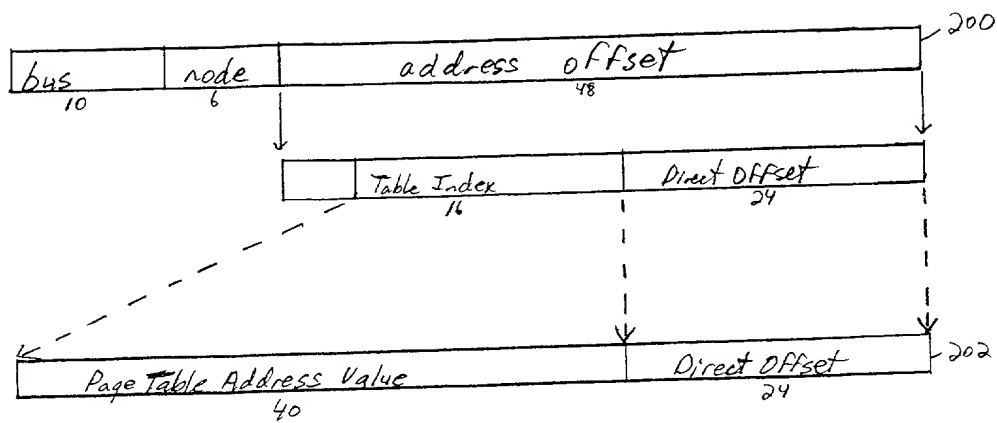 200
bus node address offset
10 6 48
Table Index Direct Offset
16 24
202
Page Table Address Value Direct Offset
40 24